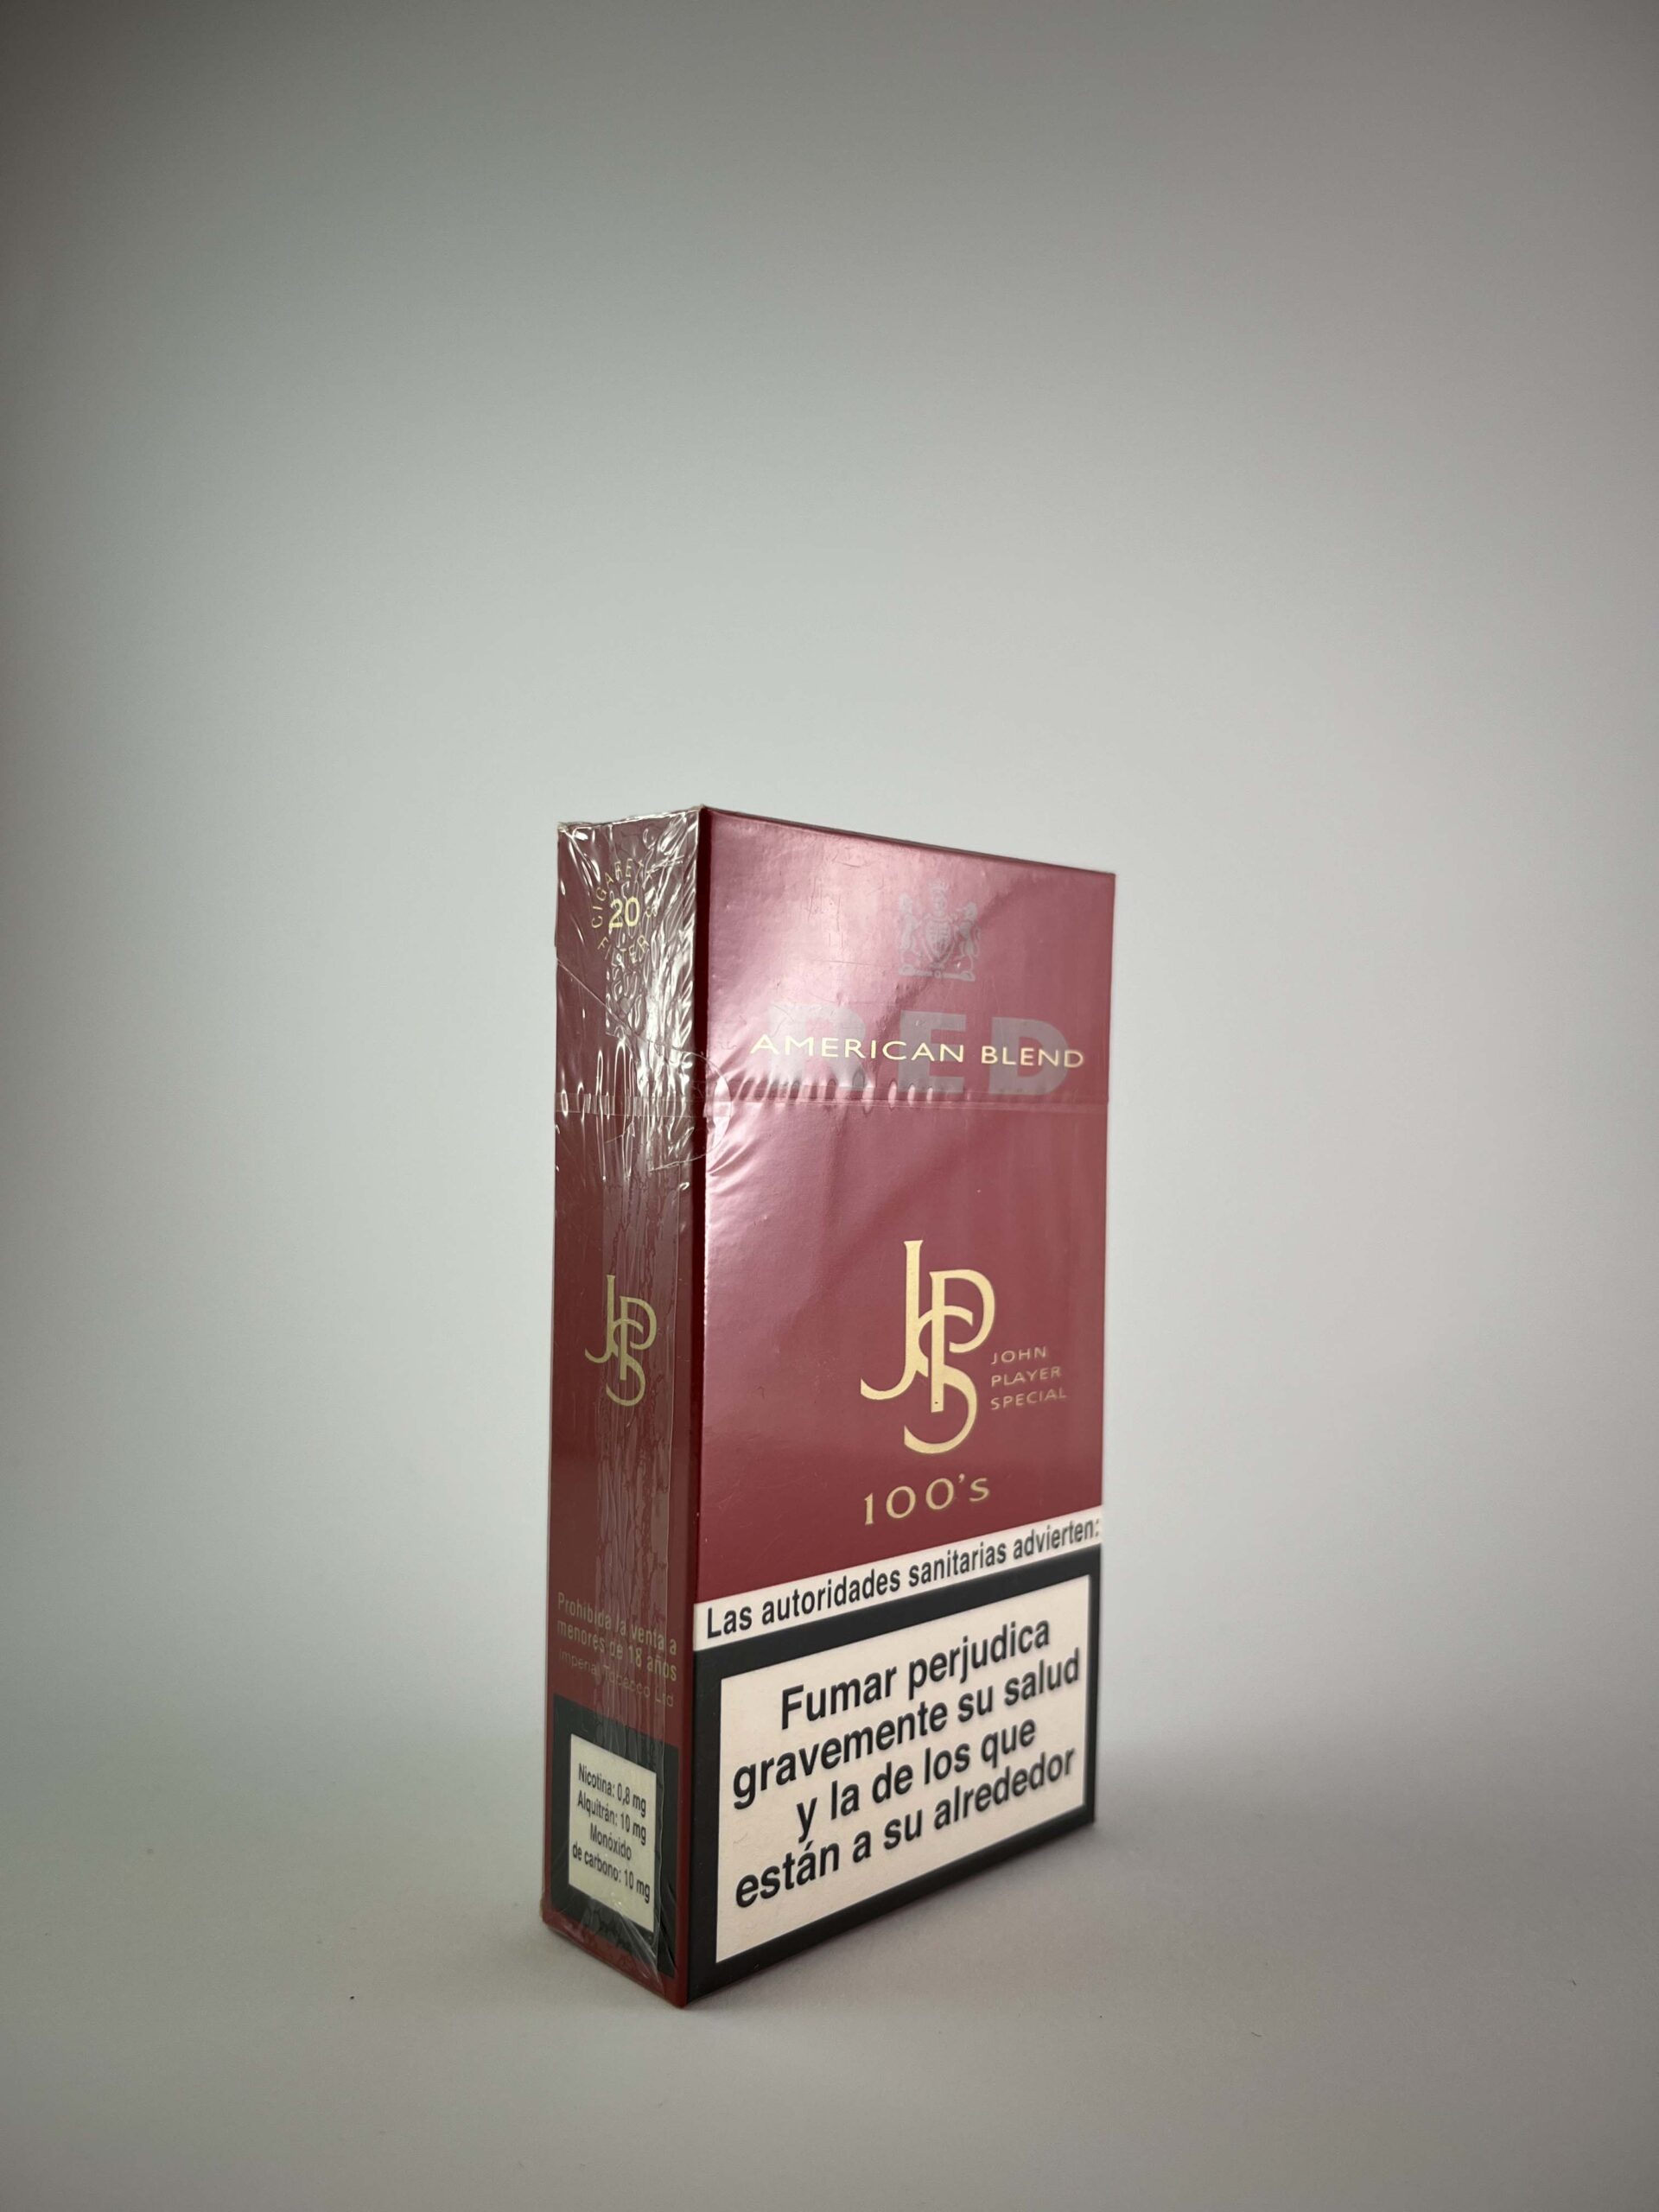 CIGARETTES
20
FILTER
JPS
Prohibida la venta a
menores de 18 años
Imperial Tobacco Ltd
Nicotina: 0,8 mg
Alquitrán: 10 mg
Monóxido
de carbono: 10 mg
RED
AMERICAN BLEND
JPS
JOHN
PLAYER
SPECIAL
100's
Las autoridades sanitarias advierten:
Fumar perjudica
gravemente su salud
y la de los que
están a su alrededor